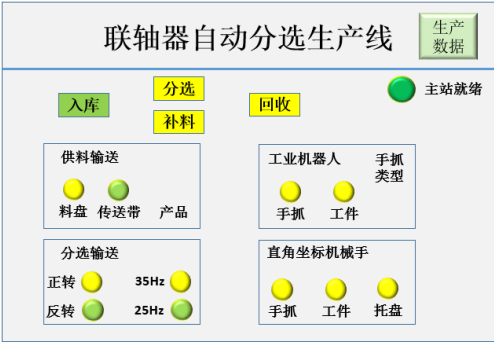 联轴器自动分选生产线
生产
数据
主站就绪
入库
分选
补料
回收
供料输送
料盘 传送带 产品
工业机器人
手抓
类型
手抓 工件
分选输送
正转 35Hz
反转 25Hz
直角坐标机械手
手抓 工件 托盘